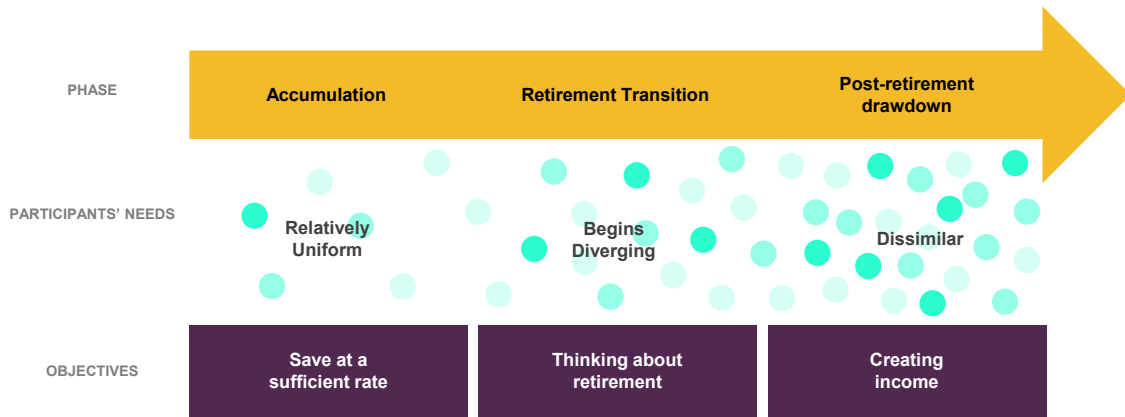 PHASE
Accumulation
Retirement Transition
Post-retirement
drawdown
PARTICIPANTS’ NEEDS
Relatively
Uniform
Begins
Diverging
Dissimilar
OBJECTIVES
Save at a
sufficient rate
Thinking about
retirement
Creating
income